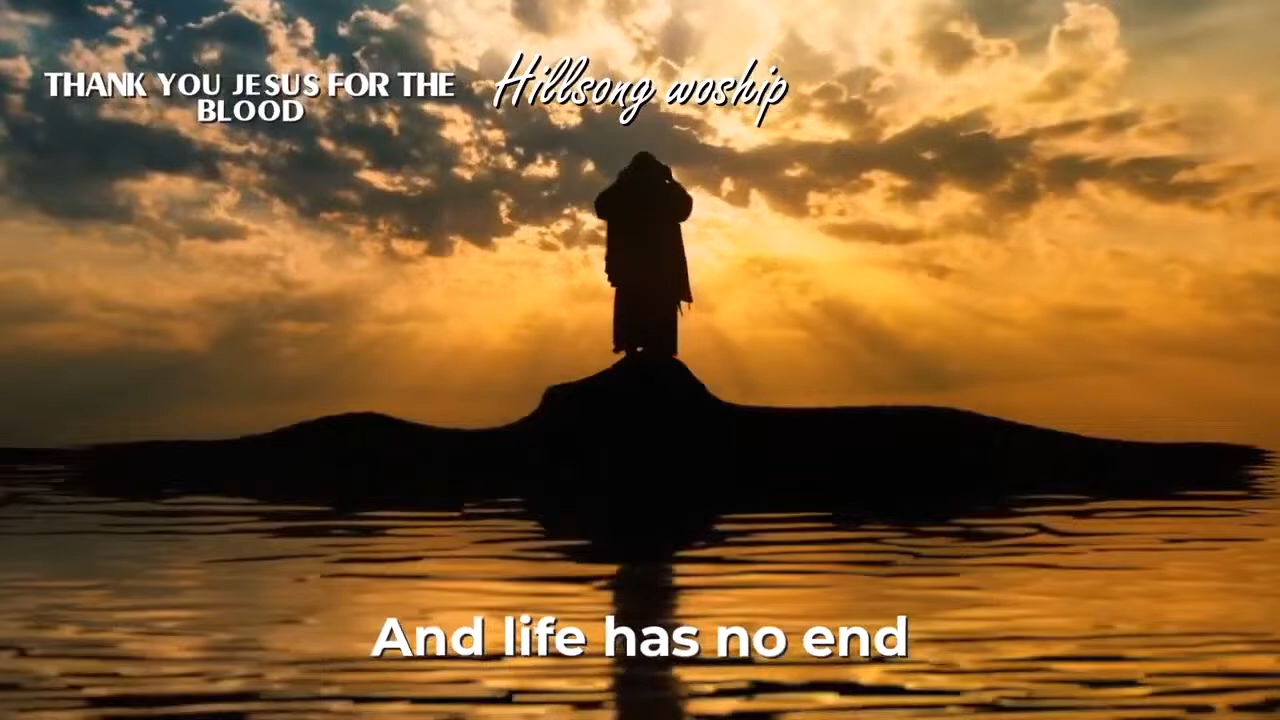 THANK YOU JESUS FOR THE
BLOOD
Hillsong woship
And life has no end